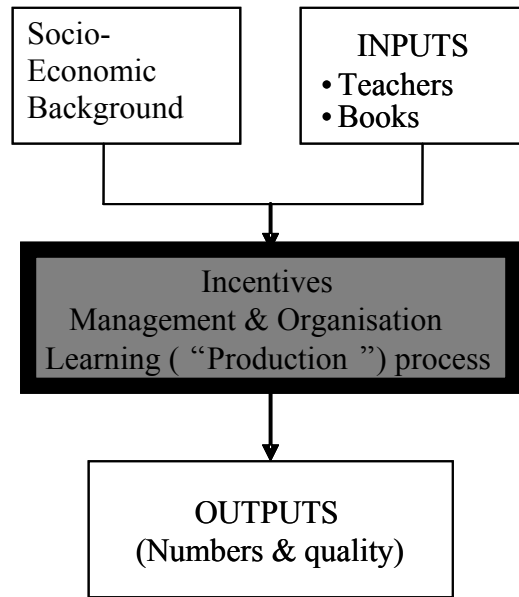 Socio-
Economic
Background
INPUTS
• Teachers
• Books
Incentives
Management & Organisation
Learning ( “Production ”) process
OUTPUTS
(Numbers & quality)